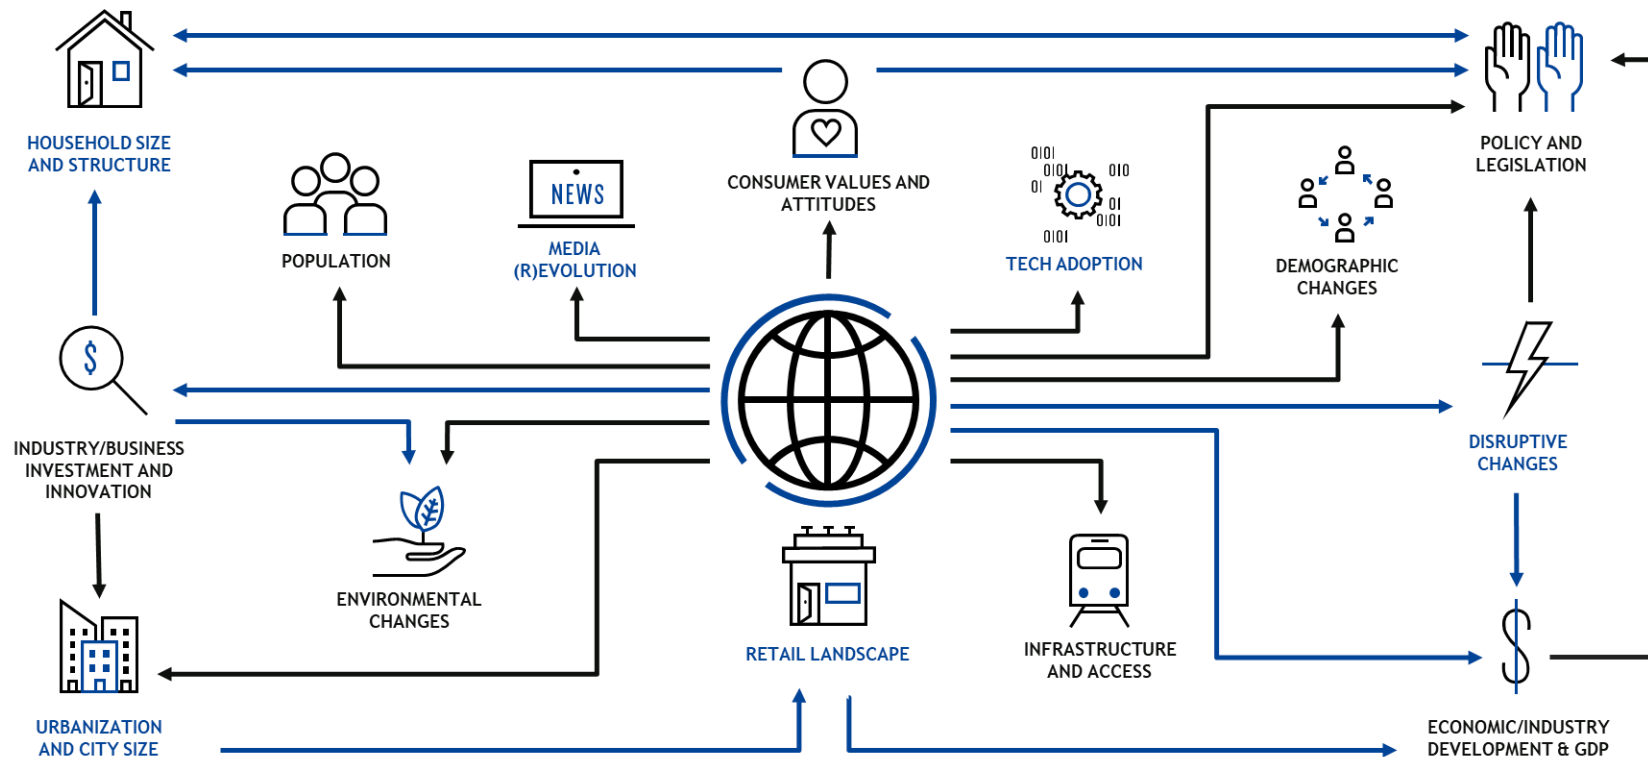 HOUSEHOLD SIZE
AND STRUCTURE
POPULATION
NEWS
MEDIA
(R)EVOLUTION
CONSUMER VALUES AND
ATTITUDES
0101
0101
010
01
01
0101
0101
TECH ADOPTION
DEMOGRAPHIC
CHANGES
POLICY AND
LEGISLATION
$
INDUSTRY/BUSINESS
INVESTMENT AND
INNOVATION
DISRUPTIVE
CHANGES
ENVIRONMENTAL
CHANGES
RETAIL LANDSCAPE
INFRASTRUCTURE
AND ACCESS
$
URBANIZATION
AND CITY SIZE
ECONOMIC/INDUSTRY
DEVELOPMENT & GDP